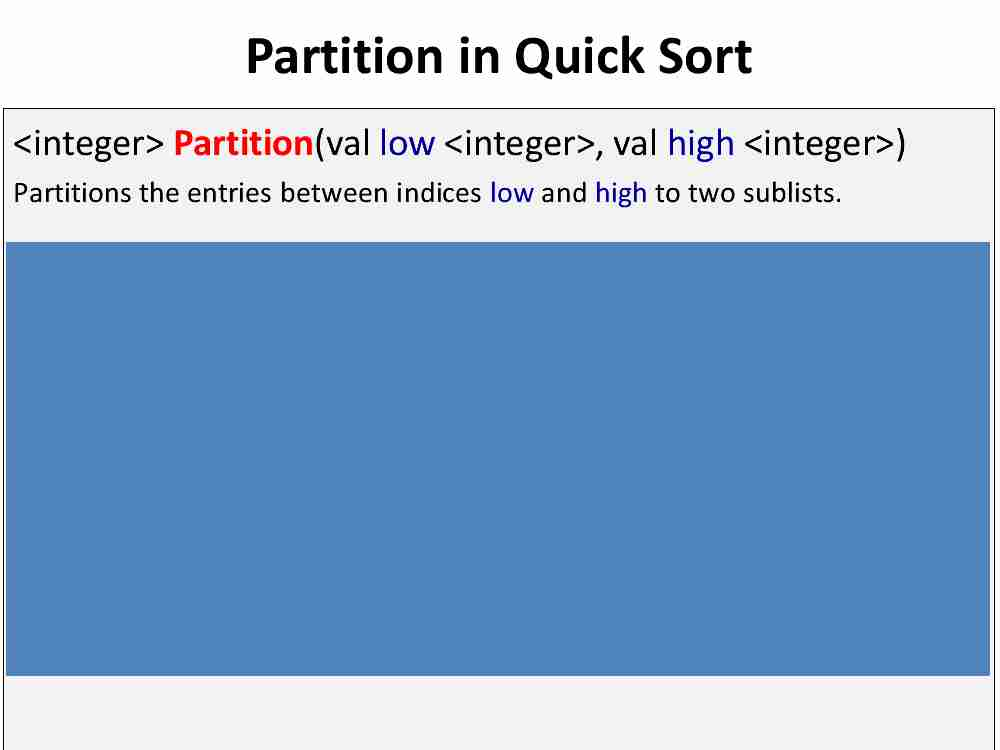 Partition in Quick Sort
<integer> Partition(val low <integer>, val high <integer>)
Partitions the entries between indices low and high to two sublists.